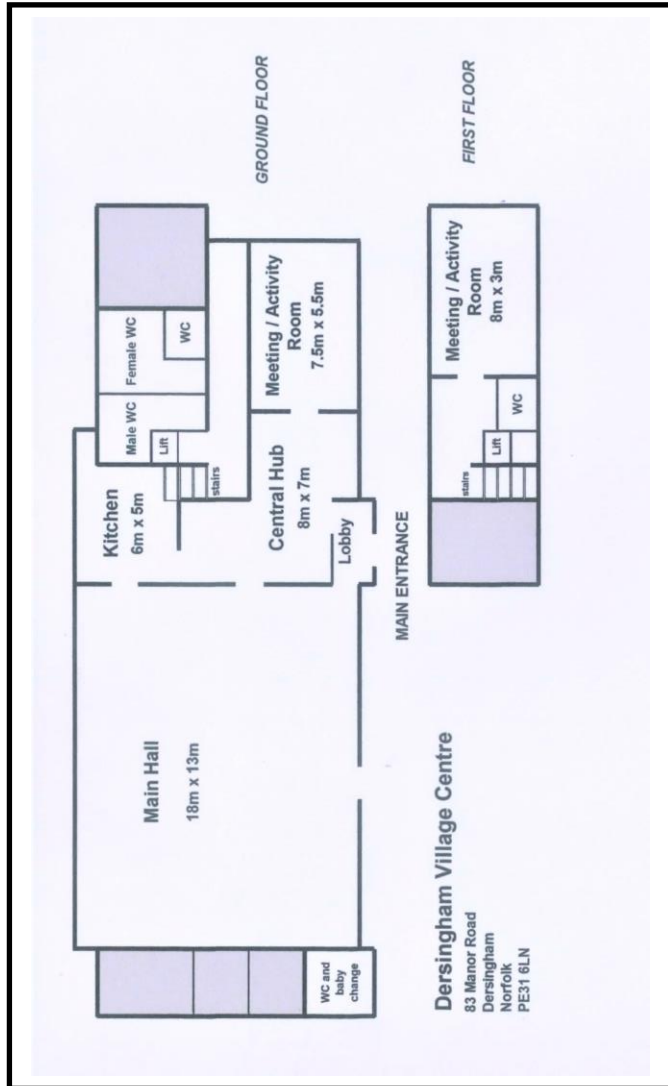 GROUND FLOOR
Female WC
WC
Male WC
Lift
stairs
Kitchen
6m x 5m
Meeting / Activity
Room
7.5m x 5.5m
Central Hub
8m x 7m
Lobby
MAIN ENTRANCE
Main Hall
18m x 13m
WC and
baby
change
FIRST FLOOR
Meeting / Activity
Room
8m x 3m
WC
Lift
stairs
Dersingham Village Centre
83 Manor Road
Dersingham
Norfolk
PE31 6LN